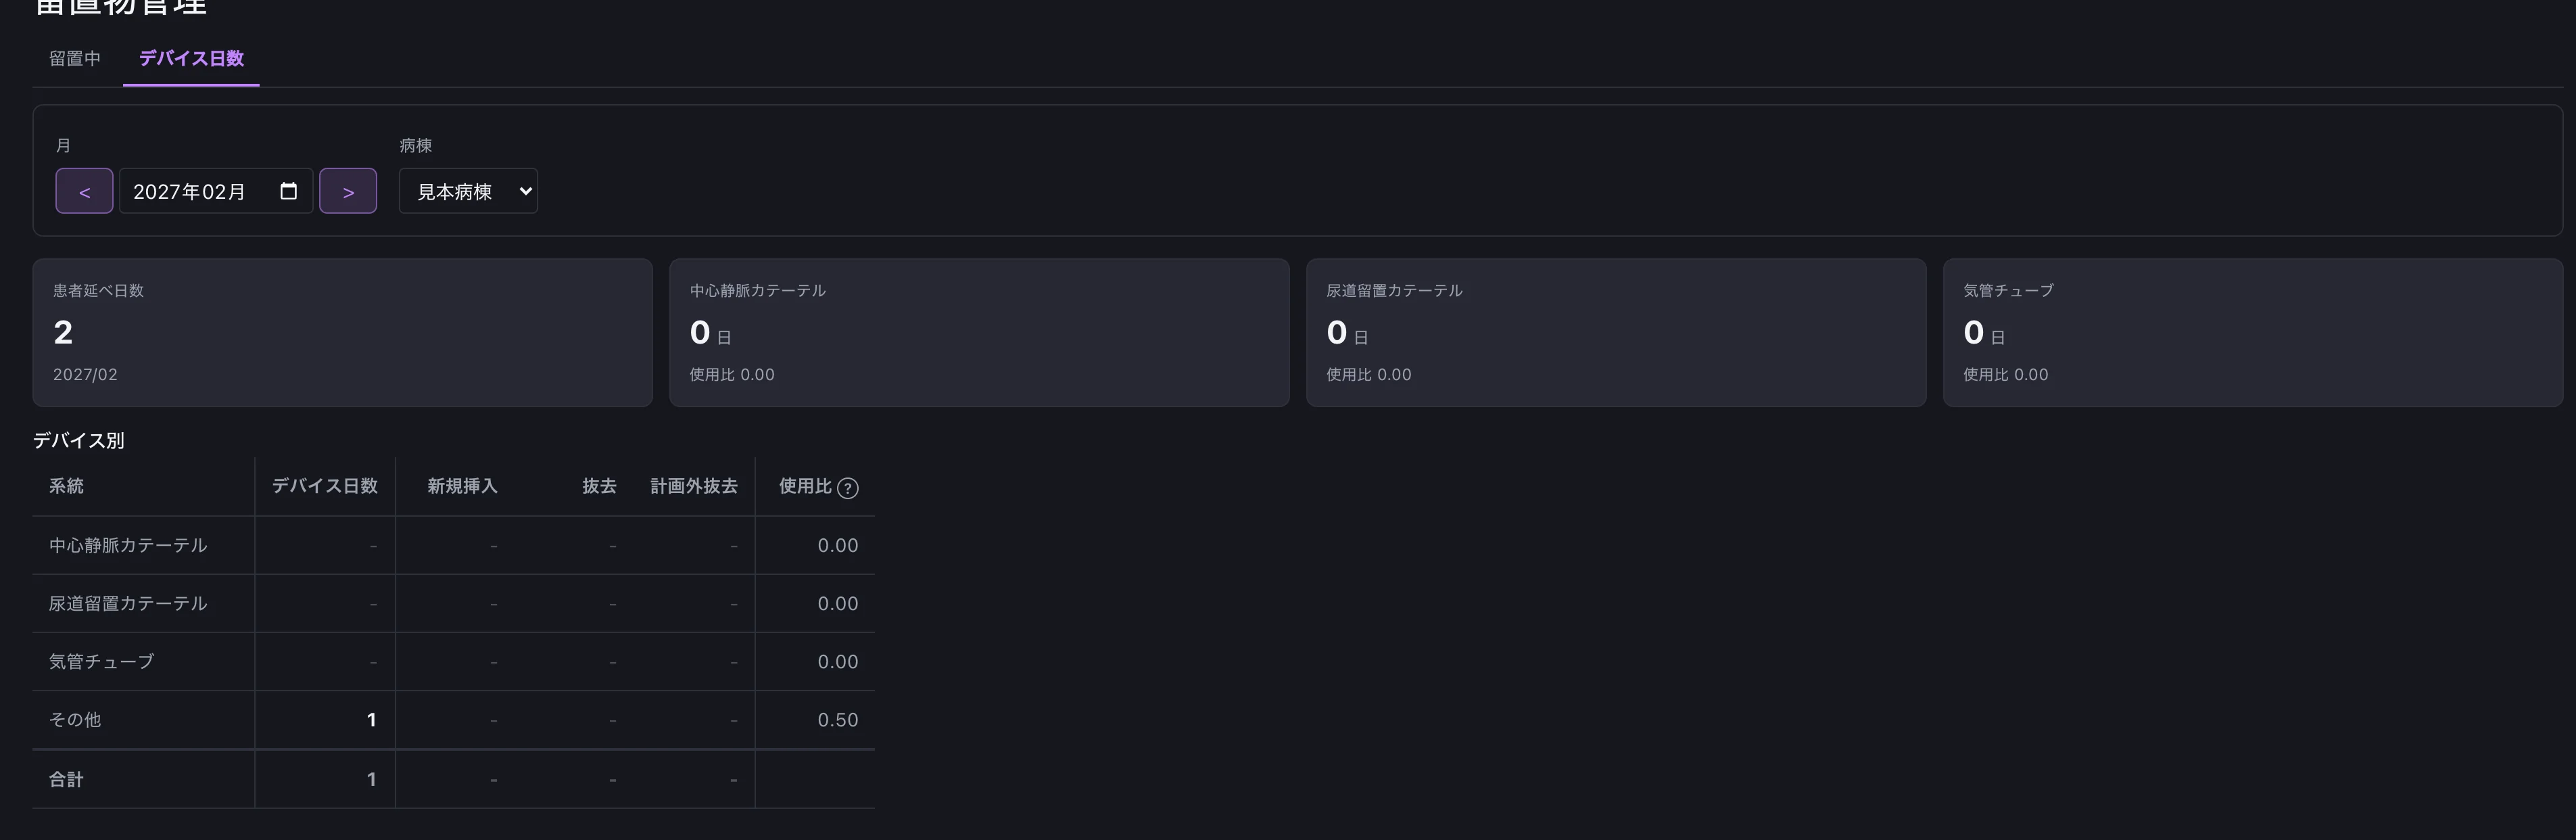 留置物管理
留置中 デバイス日数
月 病棟
< 2027年02月 > 見本病棟
患者延べ日数 中心静脈カテーテル 尿道留置カテーテル 気管チューブ
2 0 日 0 日 0 日
2027/02 使用比 0.00 使用比 0.00 使用比 0.00
デバイス別
系統 デバイス日数 新規挿入 抜去 計画外抜去 使用比 ?
中心静脈カテーテル - - - - 0.00
尿道留置カテーテル - - - - 0.00
気管チューブ - - - - 0.00
その他 1 - - - 0.50
合計 1 - - -